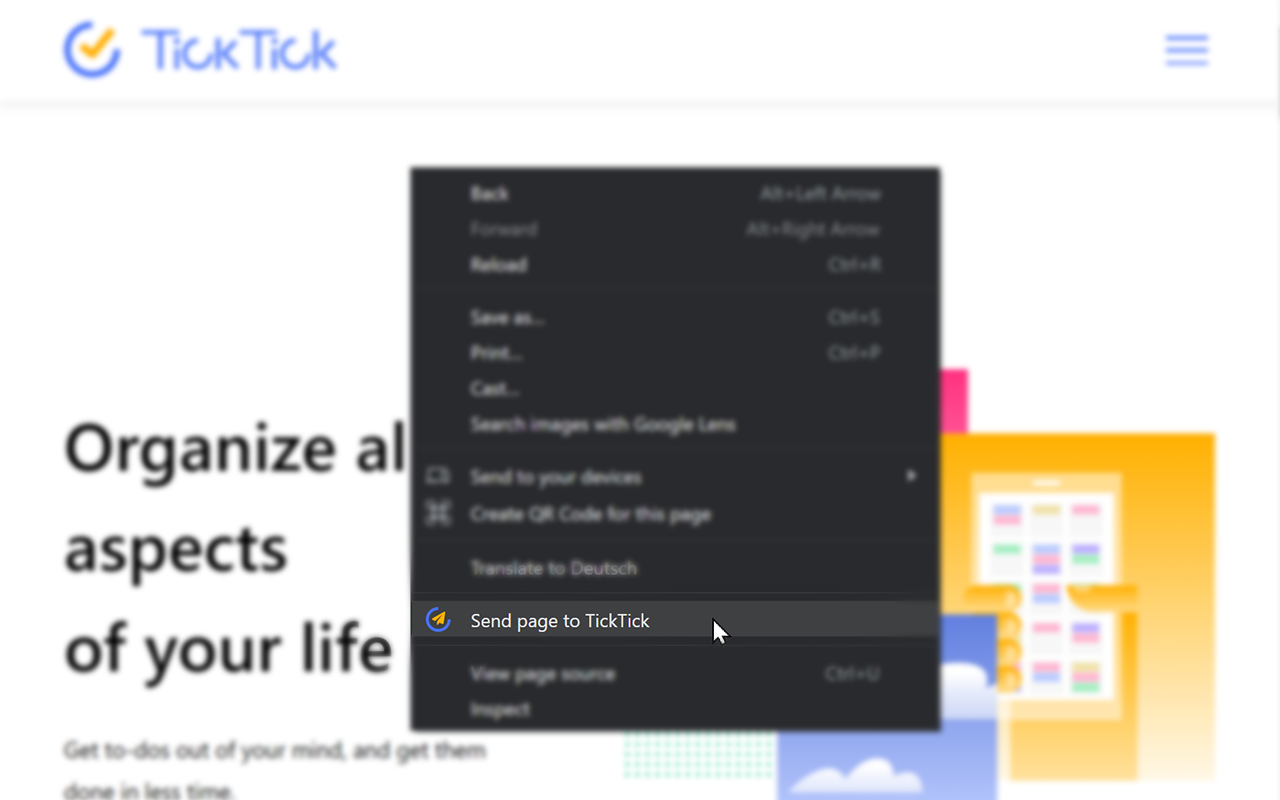 TickTick
Back Alt+Left Arrow
Forward Alt+Right Arrow
Reload Ctrl+R
Save as... Ctrl+S
Print... Ctrl+P
Cast...
Search images with Google Lens
Organize al
Send to your devices
Create QR Code for this page
aspects
Translate to Deutsch
Send page to TickTick
of your life
View page source Ctrl+U
Inspect
Get to-dos out of your mind, and get them
done in less time.